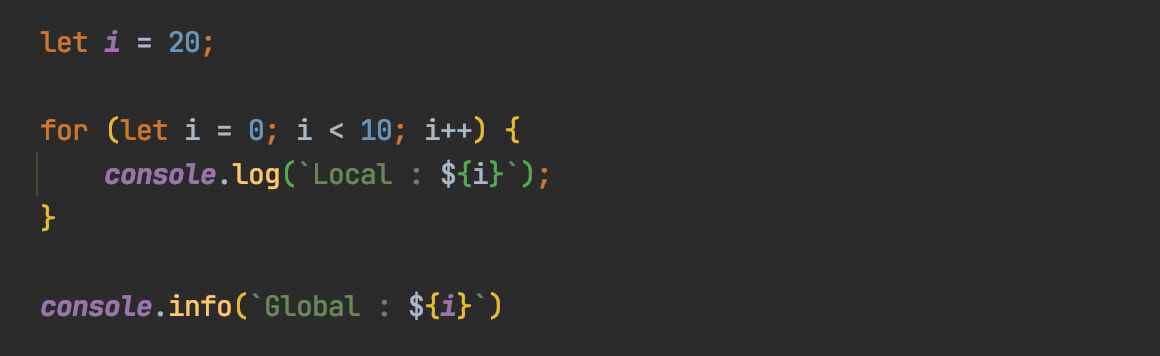 let i = 20;
for (let i = 0; i < 10; i++) {
    console.log(`Local : ${i}`);
}
console.info(`Global : ${i}`)